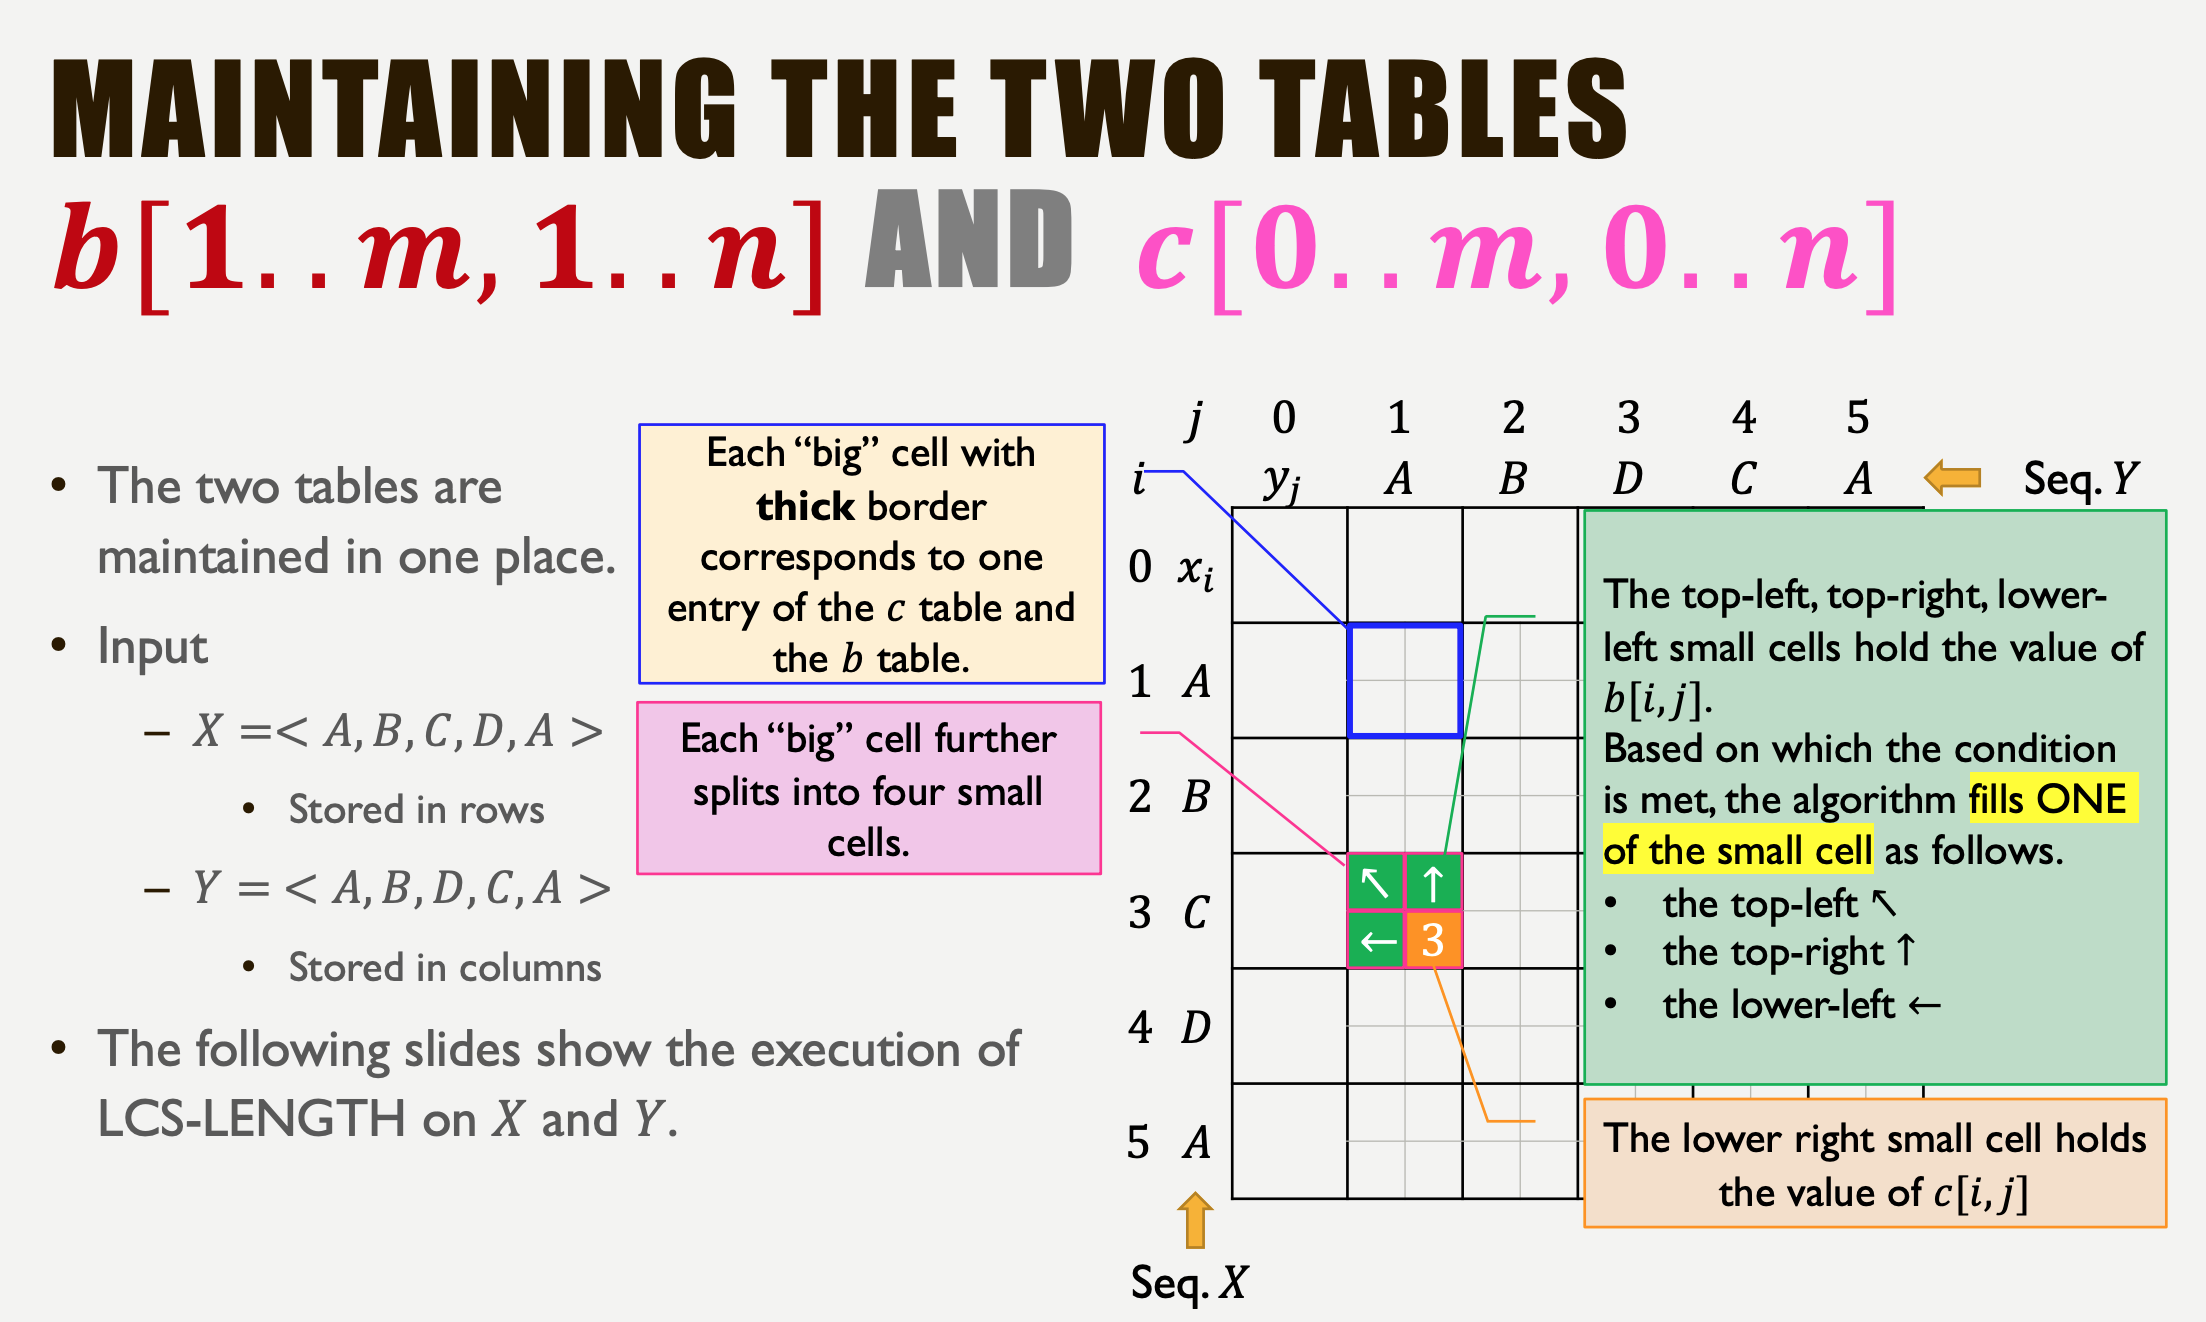 MAINTAINING THE TWO TABLES
b[1..m,1..n] AND c[0..m,0..n]
• The two tables are
maintained in one place.
• Input
– X =< A, B, C, D, A >
• Stored in rows
– Y = < A, B, D, C, A >
• Stored in columns
• The following slides show the execution of
LCS-LENGTH on X and Y.
Each “big” cell with
thick border
corresponds to one
entry of the c table and
the b table.
Each “big” cell further
splits into four small
cells.
j 0 1 2 3 4 5
i yj A B D C A Seq. Y
0 xi
1 A
2 B
3 C
↖ ↑
← 3
4 D
5 A
Seq. X
The top-left, top-right, lower-
left small cells hold the value of
b[i,j].
Based on which the condition
is met, the algorithm fills ONE
of the small cell as follows.
• the top-left ↖
• the top-right ↑
• the lower-left ←
The lower right small cell holds
the value of c[i,j]